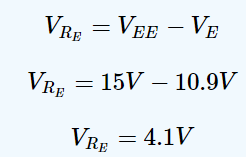 V_{R_E} = V_{EE} − V_E
V_{R_E} = 15V − 10.9V
V_{R_E} = 4.1V